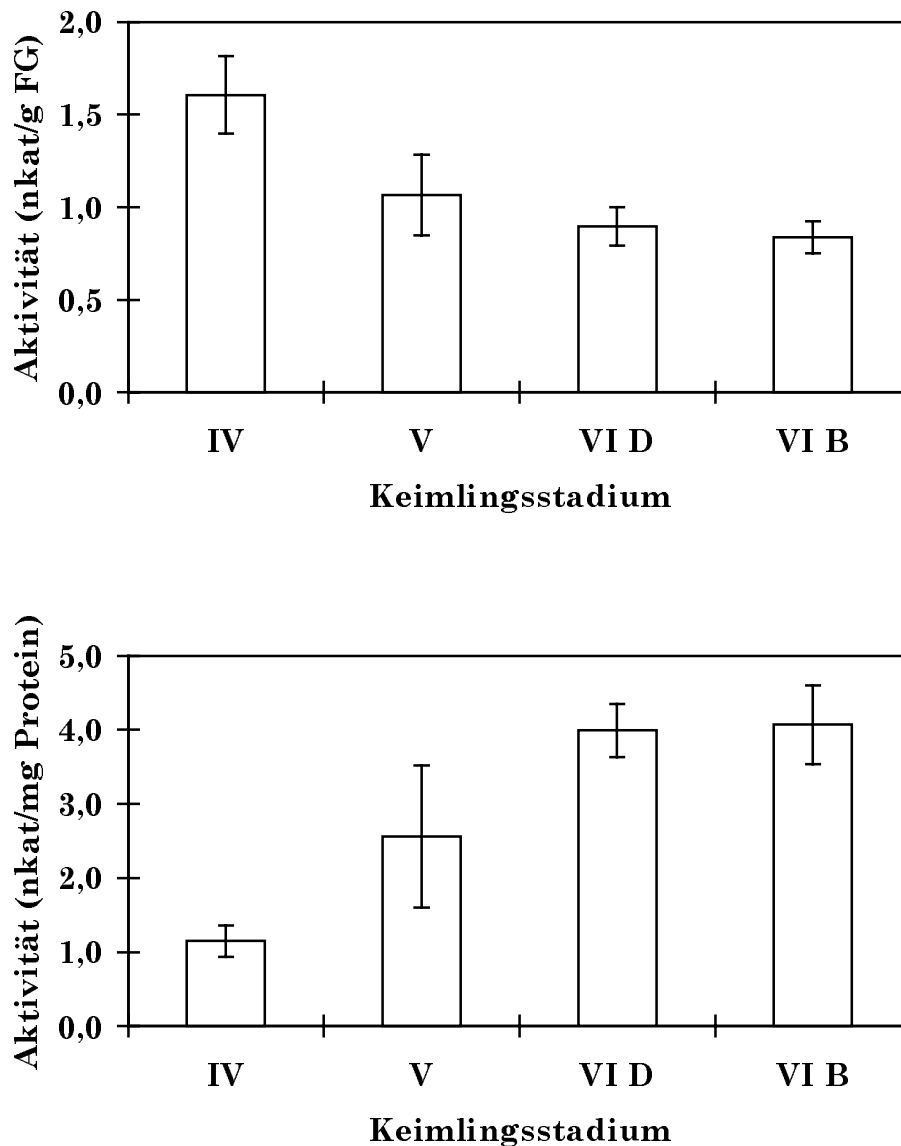 Aktivität (nkat/g FG)
2,0
1,5
1,0
0,5
0,0
IV V VI D VI B
Keimlingsstadium
Aktivität (nkat/mg Protein)
5,0
4,0
3,0
2,0
1,0
0,0
IV V VI D VI B
Keimlingsstadium